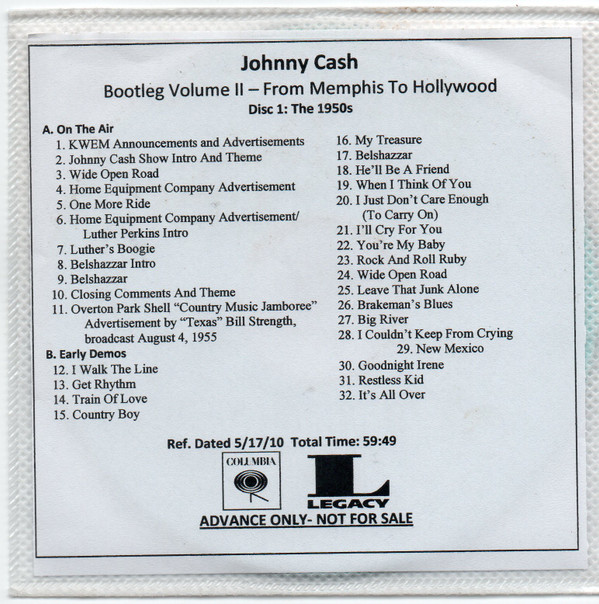 Johnny Cash
Bootleg Volume II – From Memphis To Hollywood
Disc 1: The 1950s
A. On The Air
1. KWEM Announcements and Advertisements
2. Johnny Cash Show Intro And Theme
3. Wide Open Road
4. Home Equipment Company Advertisement
5. One More Ride
6. Home Equipment Company Advertisement/
Luther Perkins Intro
7. Luther's Boogie
8. Belshazzar Intro
9. Belshazzar
10. Closing Comments And Theme
11. Overton Park Shell "Country Music Jamboree"
Advertisement by "Texas" Bill Strength,
broadcast August 4, 1955
B. Early Demos
12. I Walk The Line
13. Get Rhythm
14. Train Of Love
15. Country Boy
16. My Treasure
17. Belshazzar
18. He'll Be A Friend
19. When I Think Of You
20. I Just Don't Care Enough
(To Carry On)
21. I'll Cry For You
22. You're My Baby
23. Rock And Roll Ruby
24. Wide Open Road
25. Leave That Junk Alone
26. Brakeman's Blues
27. Big River
28. I Couldn't Keep From Crying
29. New Mexico
30. Goodnight Irene
31. Restless Kid
32. It's All Over
Ref. Dated 5/17/10 Total Time: 59:49
COLUMBIA
L
LEGACY
ADVANCE ONLY- NOT FOR SALE